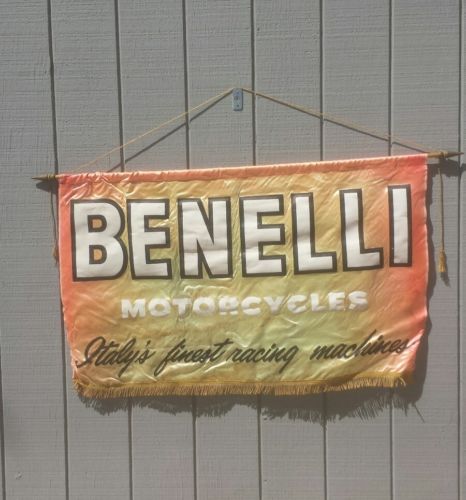 BENELLI
MOTORCYCLES
Italy's finest racing machines